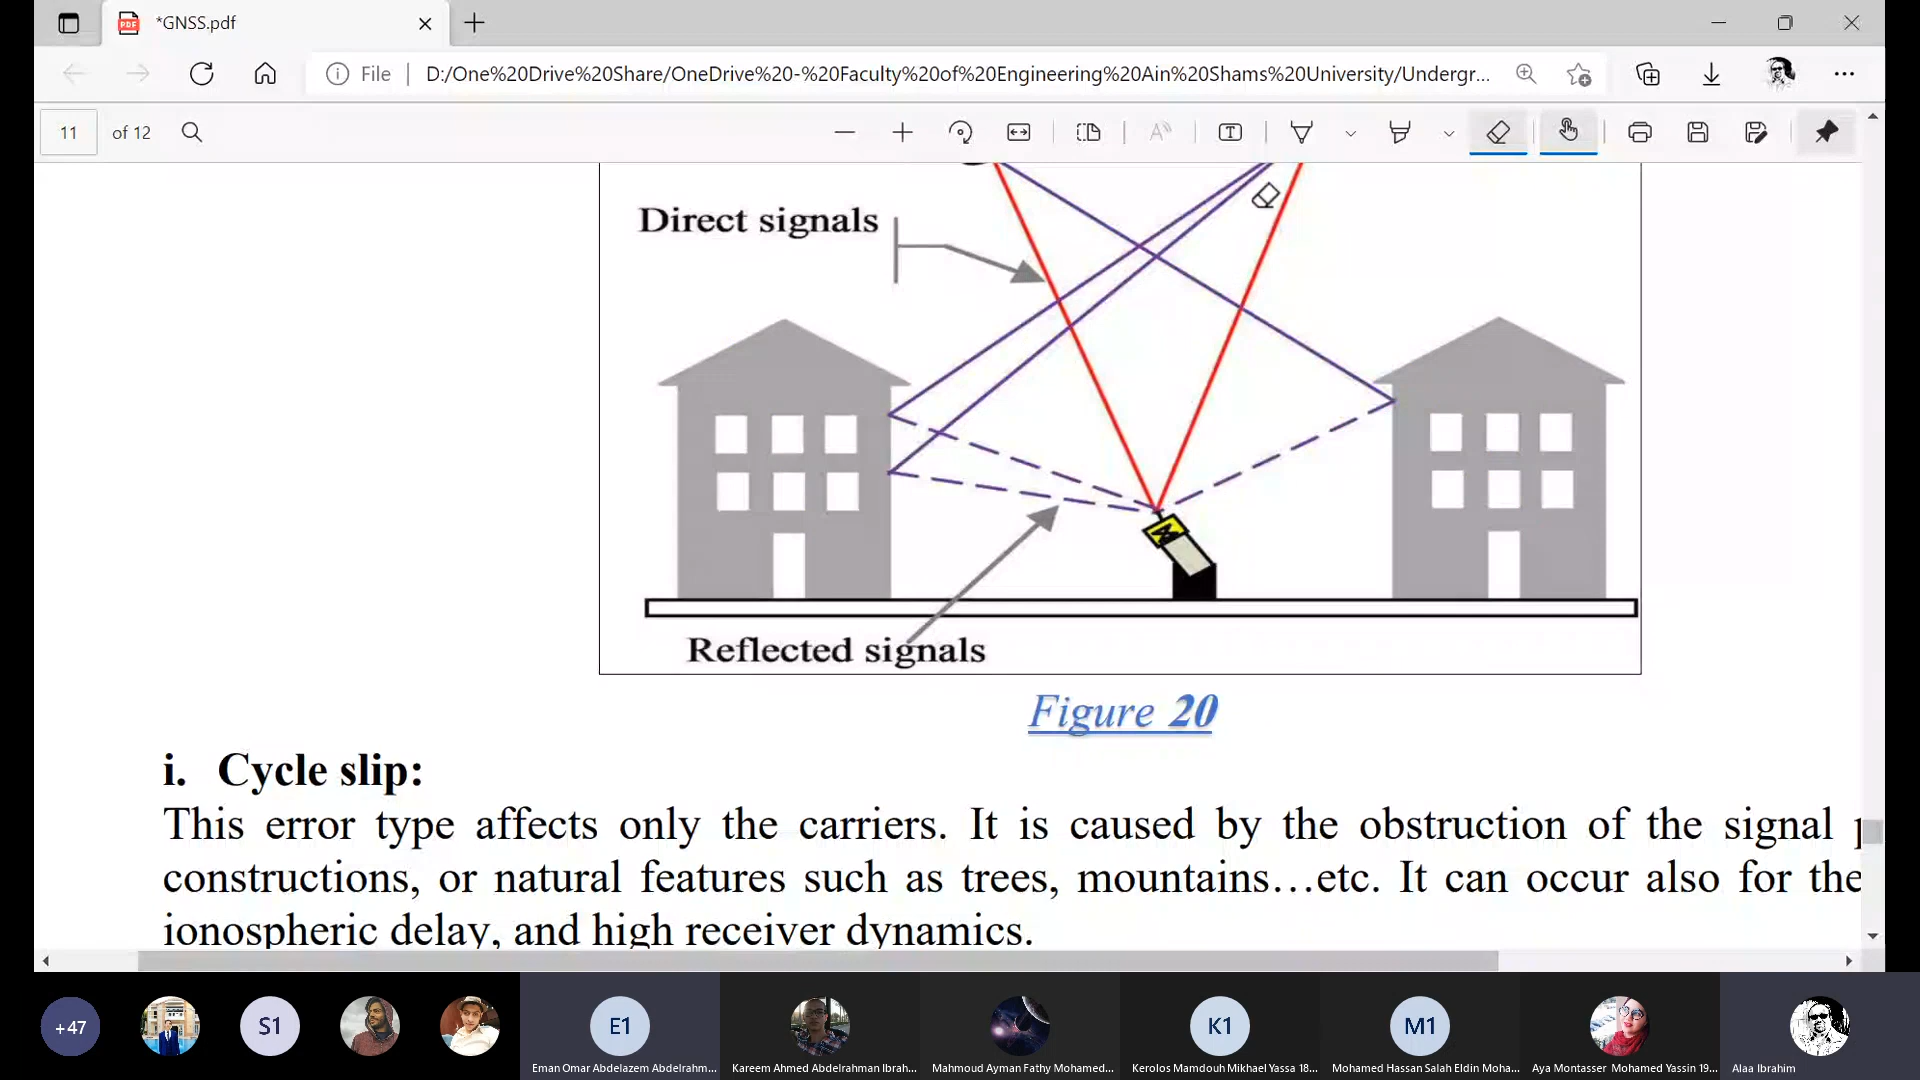 *GNSS.pdf
File
D:/One%20Drive%20Share/OneDrive%20-%20Faculty%20of%20Engineering%20Ain%20Shams%20University/Undergr...
11 of 12
Direct signals
Reflected signals
Figure 20
i. Cycle slip:
This error type affects only the carriers. It is caused by the obstruction of the signal
constructions, or natural features such as trees, mountains…etc. It can occur also for the
ionospheric delay, and high receiver dynamics.
+47
S1
E1
K1
M1
Eman Omar Abdelazem Abdelrahm...
Kareem Ahmed Abdelrahman Ibrah...
Mahmoud Ayman Fathy Mohamed...
Kerolos Mamdouh Mikhael Yassa 18...
Mohamed Hassan Salah Eldin Moha...
Aya Montasser Mohamed Yassin 19...
Alaa Ibrahim